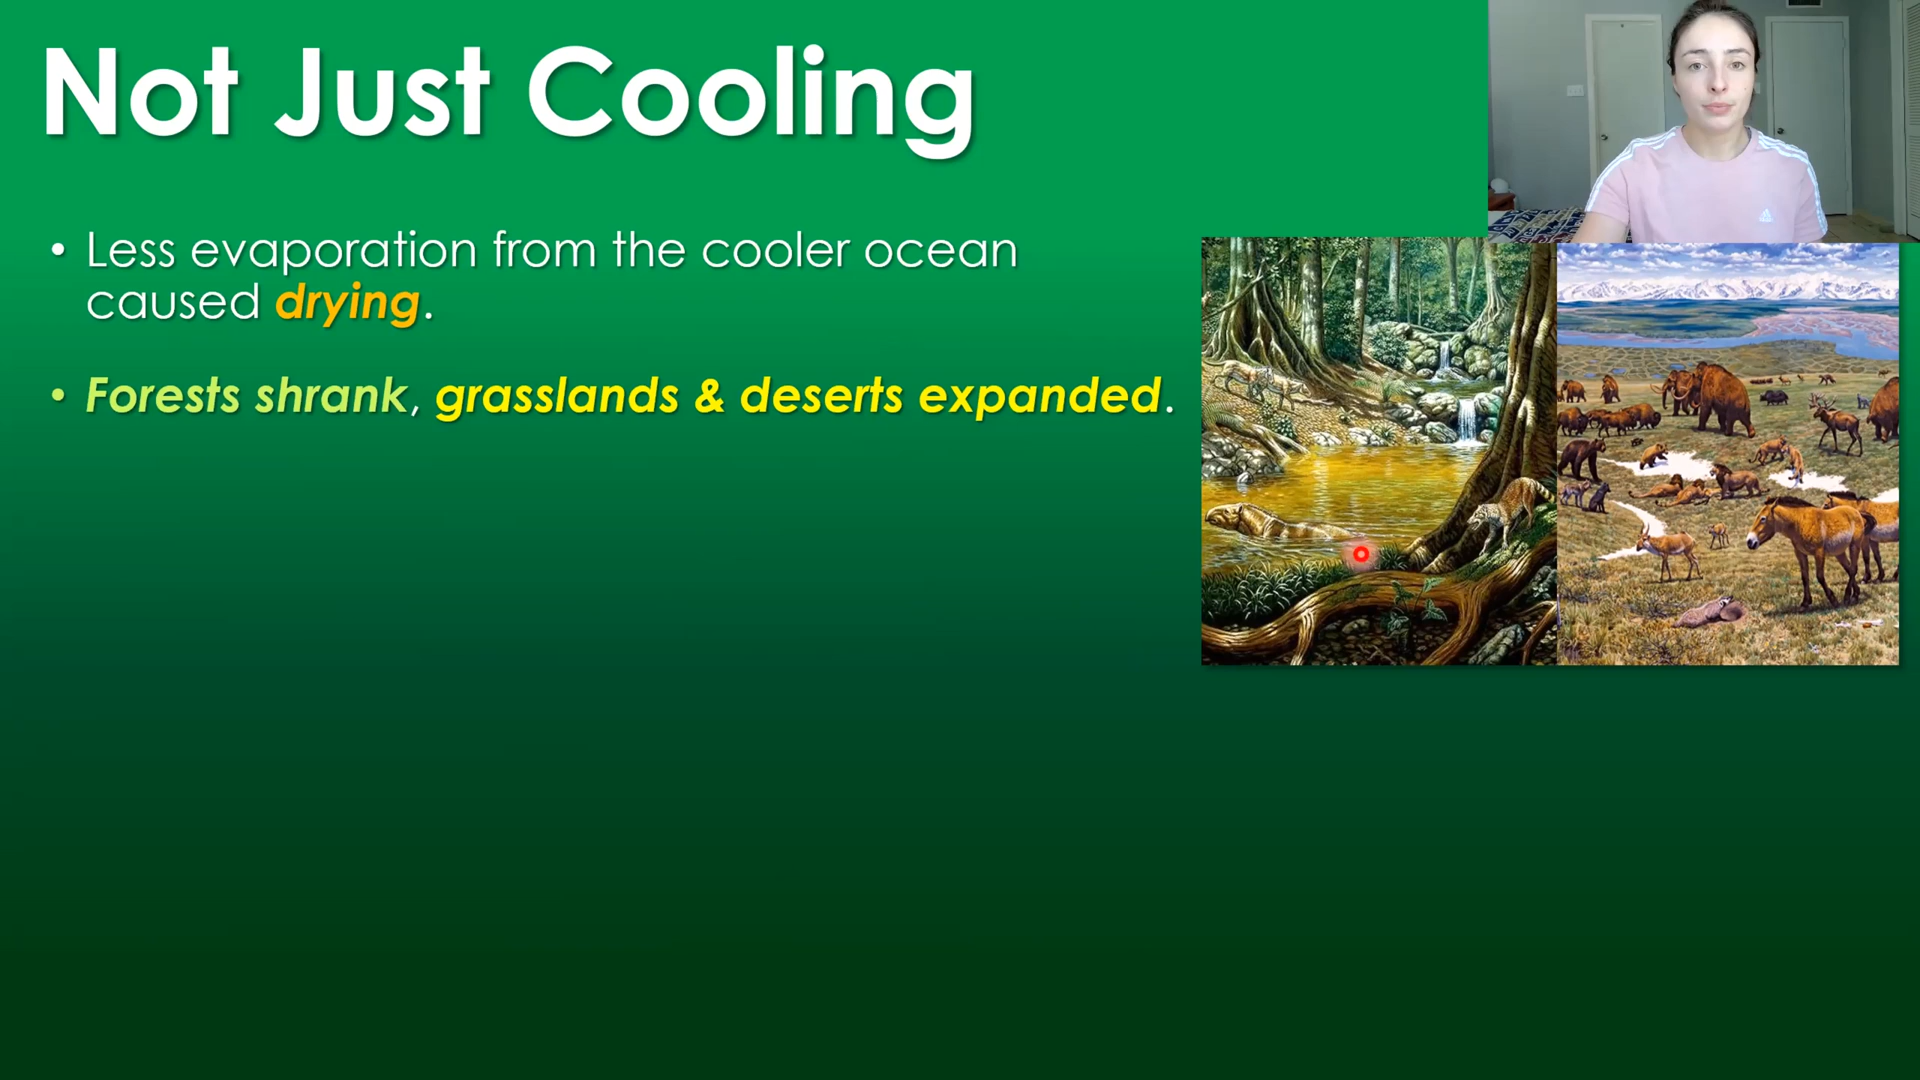 Not Just Cooling
• Less evaporation from the cooler ocean
caused drying.
• Forests shrank, grasslands & deserts expanded.